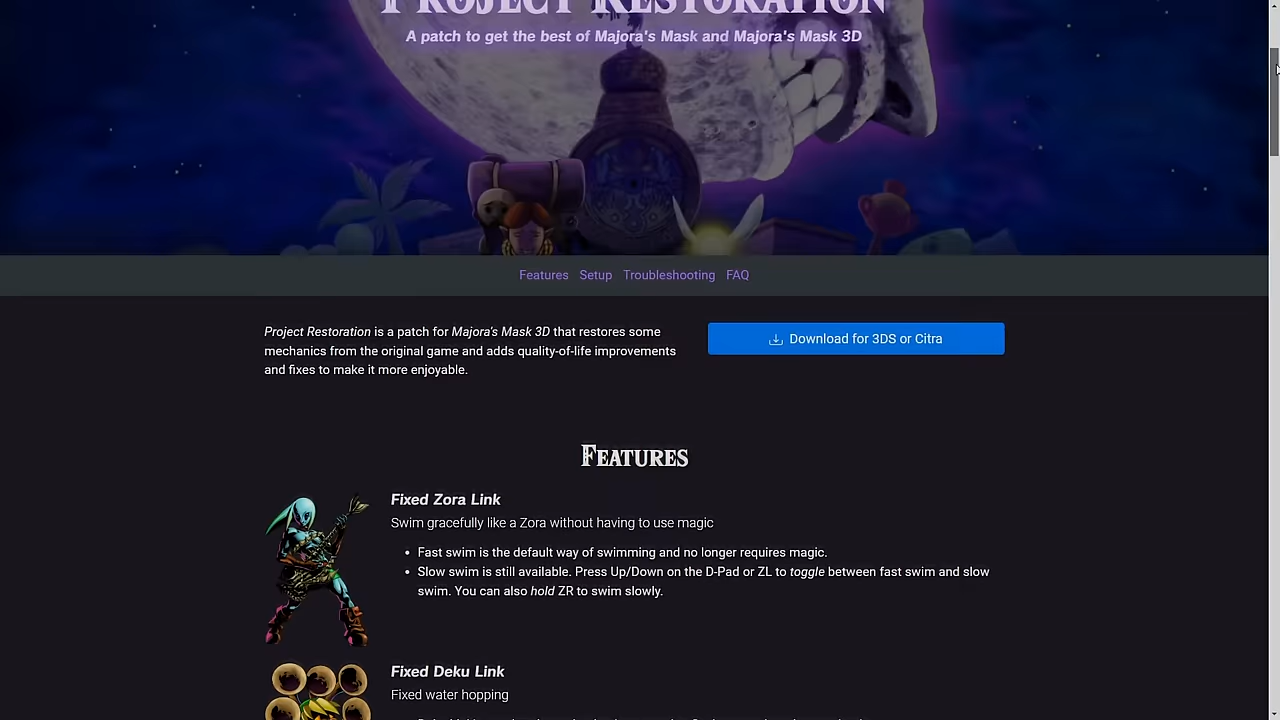 PROJECT RESTORATION
A patch to get the best of Majora's Mask and Majora's Mask 3D
Features Setup Troubleshooting FAQ
Project Restoration is a patch for Majora's Mask 3D that restores some
mechanics from the original game and adds quality-of-life improvements
and fixes to make it more enjoyable.
Download for 3DS or Citra
FEATURES
Fixed Zora Link
Swim gracefully like a Zora without having to use magic
• Fast swim is the default way of swimming and no longer requires magic.
• Slow swim is still available. Press Up/Down on the D-Pad or ZL to toggle between fast swim and slow
swim. You can also hold ZR to swim slowly.
Fixed Deku Link
Fixed water hopping